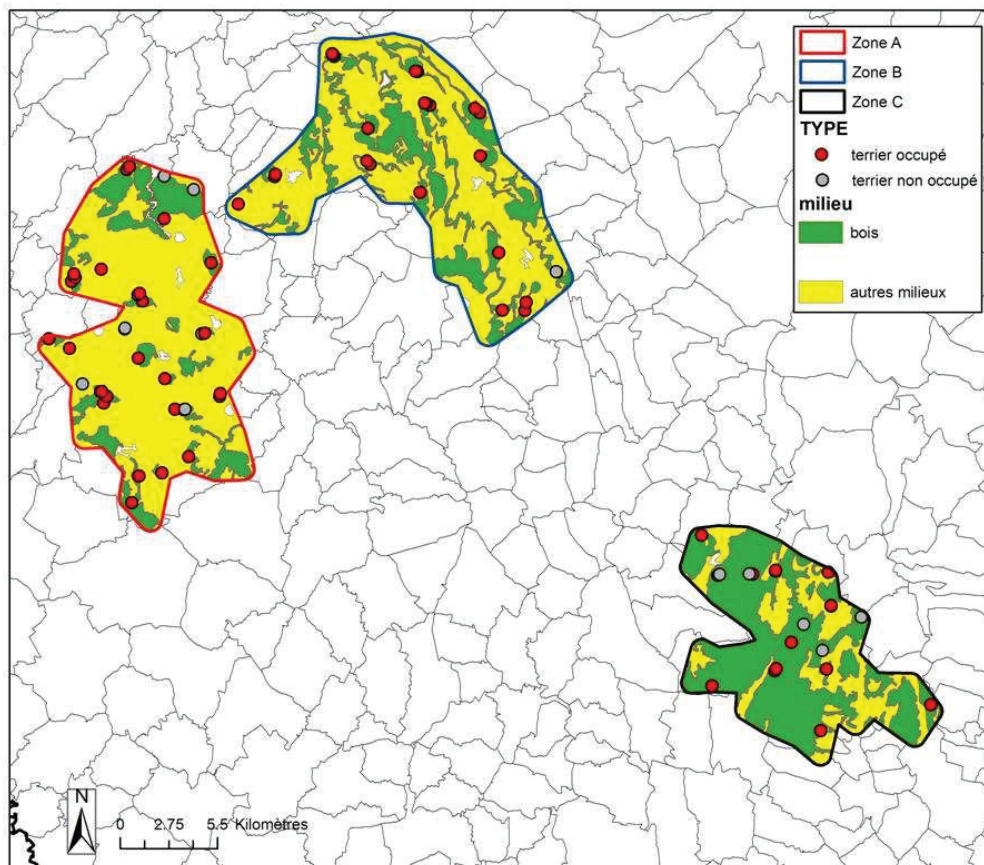 Zone A
Zone B
Zone C
TYPE
terrier occupé
terrier non occupé
milieu
bois
autres milieux
N
0 2.75 5.5 Kilomètres